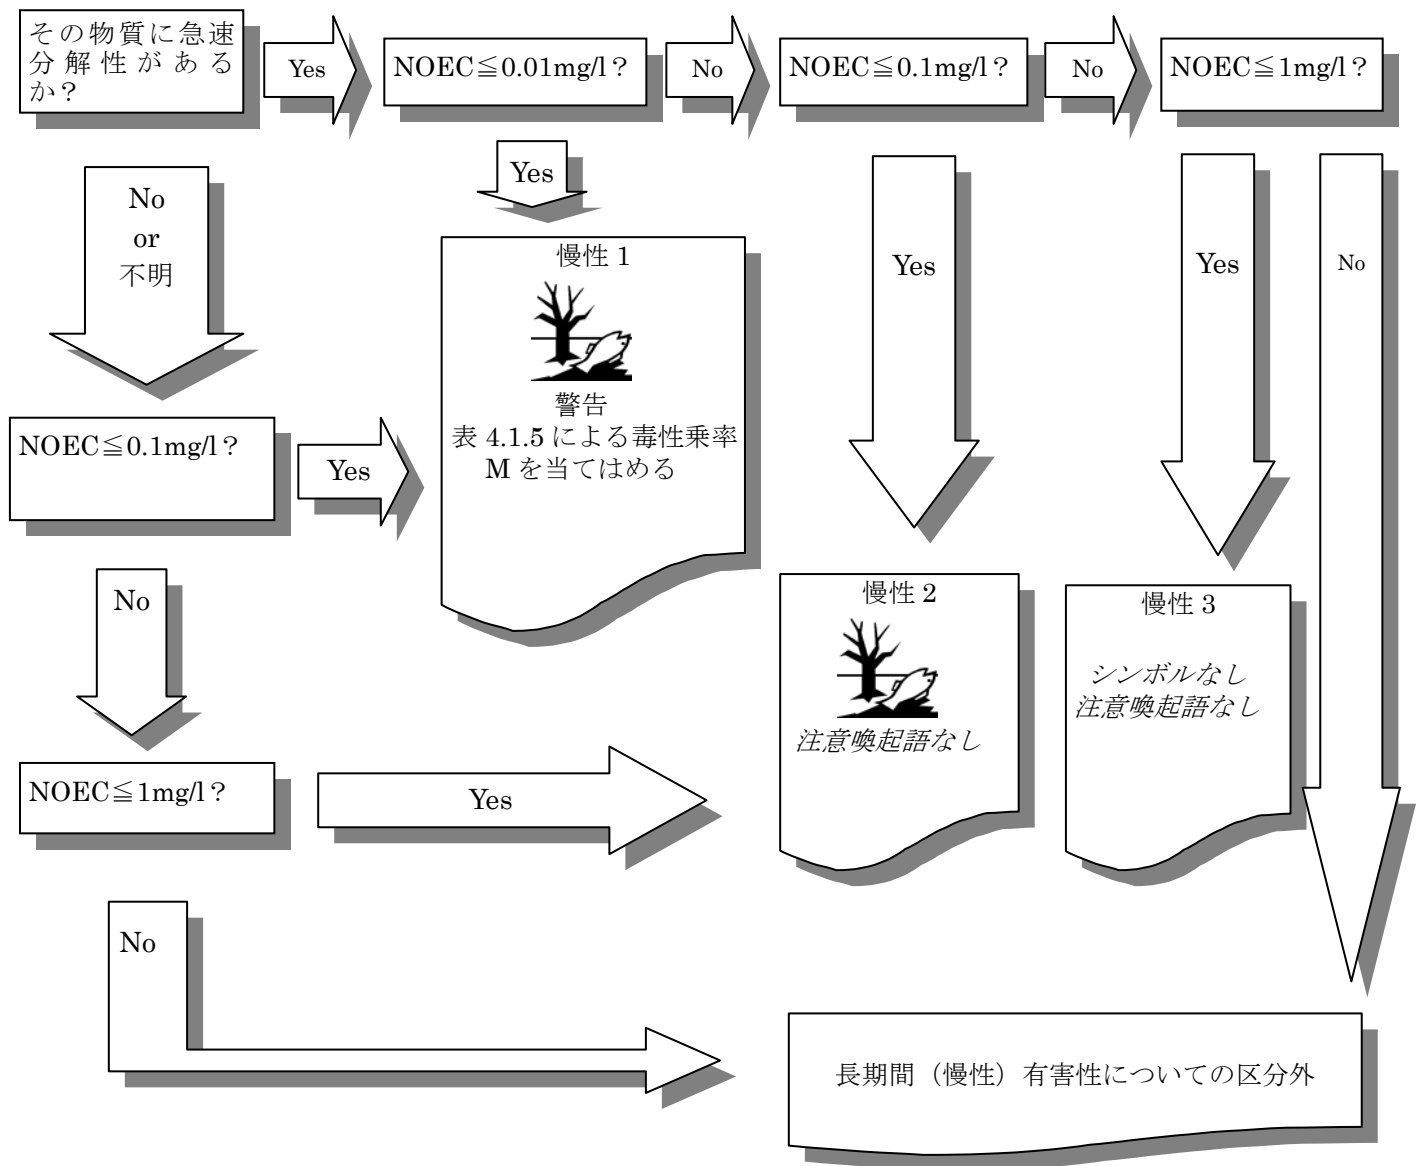 その物質に急速
分解性がある
か？
Yes
NOEC≦0.01mg/l？
No
NOEC≦0.1mg/l？
No
NOEC≦1mg/l？
No
or
不明
Yes
慢性 1
警告
表 4.1.5 による毒性乗率
M を当てはめる
Yes
Yes
No
NOEC≦0.1mg/l？
Yes
No
慢性 2
注意喚起語なし
慢性 3
シンボルなし
注意喚起語なし
NOEC≦1mg/l？
Yes
No
長期間（慢性）有害性についての区分外